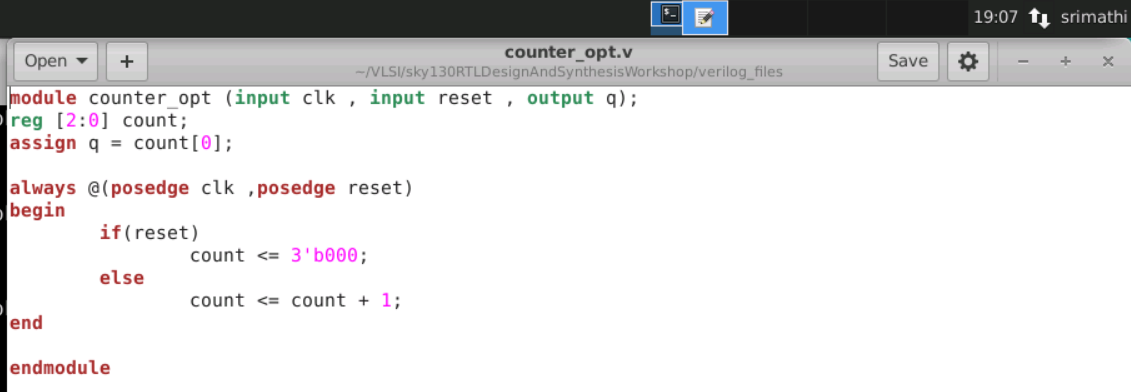 19:07 srimathi
Open + counter_opt.v Save
~/VLSI/sky130RTLDesignAndSynthesisWorkshop/verilog_files
module counter_opt (input clk , input reset , output q);
reg [2:0] count;
assign q = count[0];
always @(posedge clk ,posedge reset)
begin
if(reset)
count <= 3'b000;
else
count <= count + 1;
end
endmodule